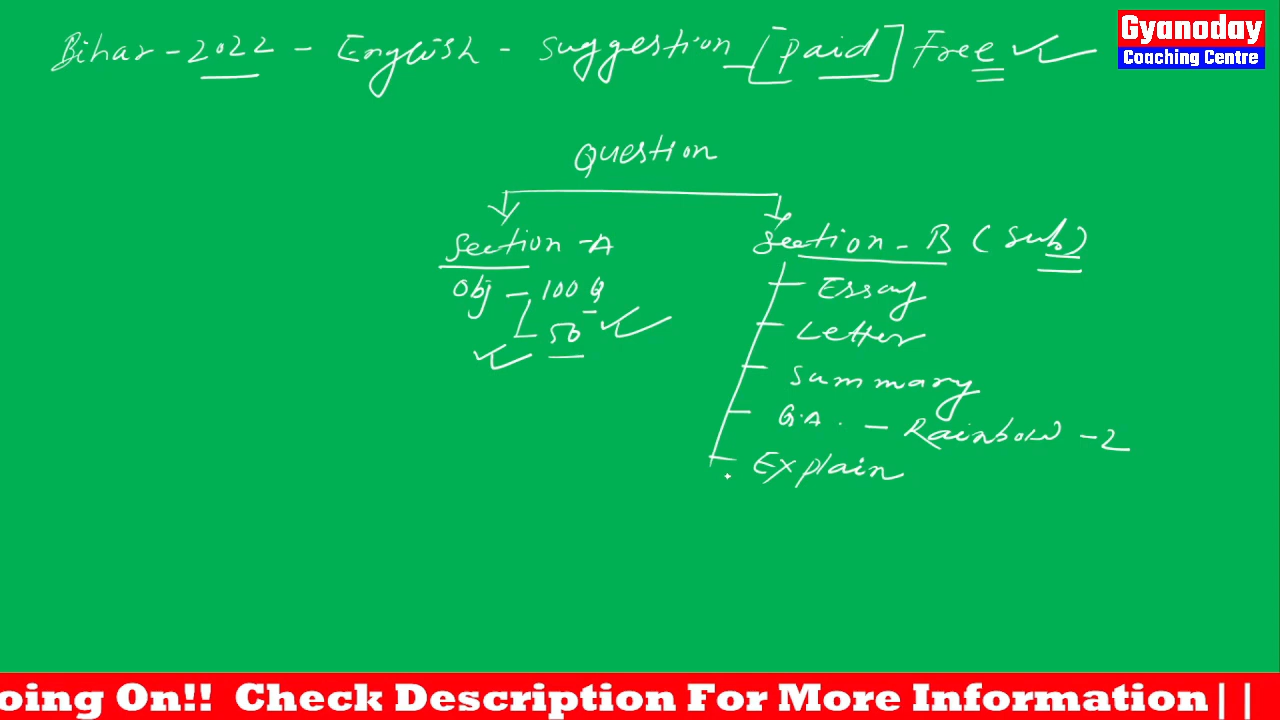 Bihar - 2022 - English - Suggestion - [paid] Free
Gyanoday
Coaching Centre
Question
Section - A
Obj - 100 Q
50
Section - B (Sub)
Essay
Letter
Summary
Q.A. - Rainbow - 2
Explain
oing On!! Check Description For More Information||